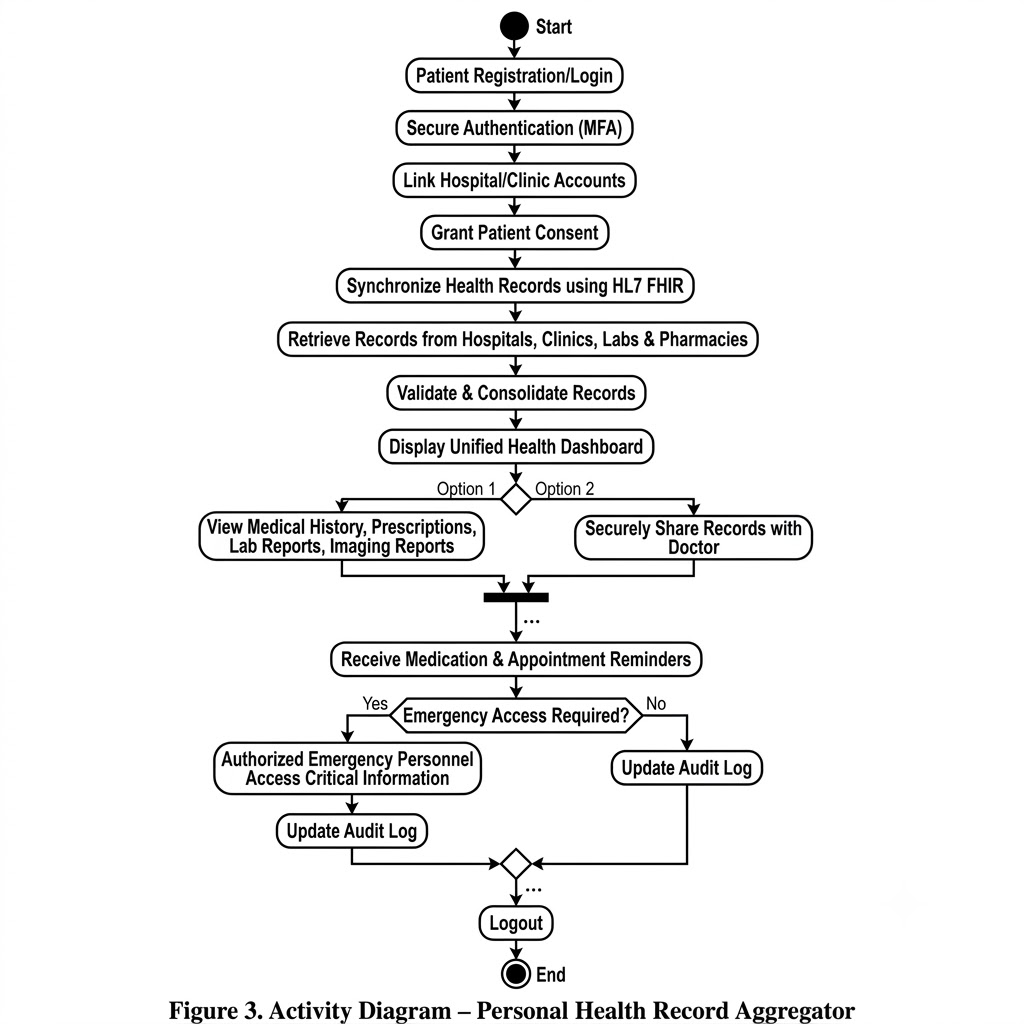 Start
Patient Registration/Login
Secure Authentication (MFA)
Link Hospital/Clinic Accounts
Grant Patient Consent
Synchronize Health Records using HL7 FHIR
Retrieve Records from Hospitals, Clinics, Labs & Pharmacies
Validate & Consolidate Records
Display Unified Health Dashboard
Option 1
Option 2
View Medical History, Prescriptions,
Lab Reports, Imaging Reports
Securely Share Records with
Doctor
...
Receive Medication & Appointment Reminders
Yes
Emergency Access Required?
No
Authorized Emergency Personnel
Access Critical Information
Update Audit Log
Update Audit Log
...
Logout
End
Figure 3. Activity Diagram – Personal Health Record Aggregator